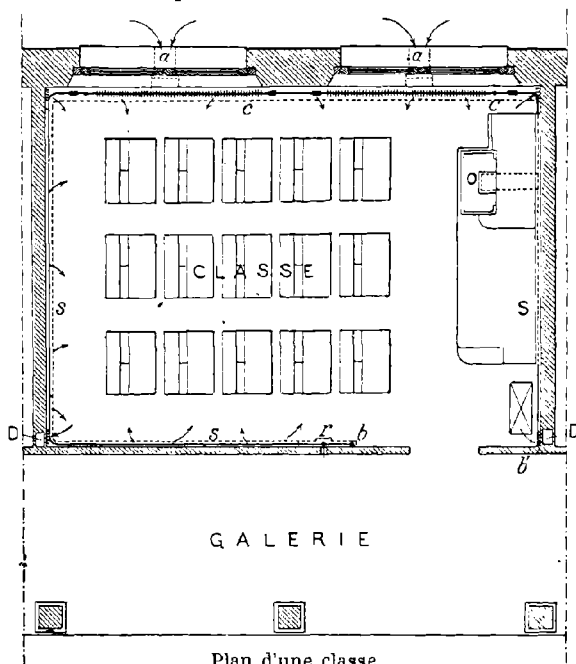 a a
c c
O
CLASSE
s S
D s r b D
b'
GALERIE
Plan d'une classe